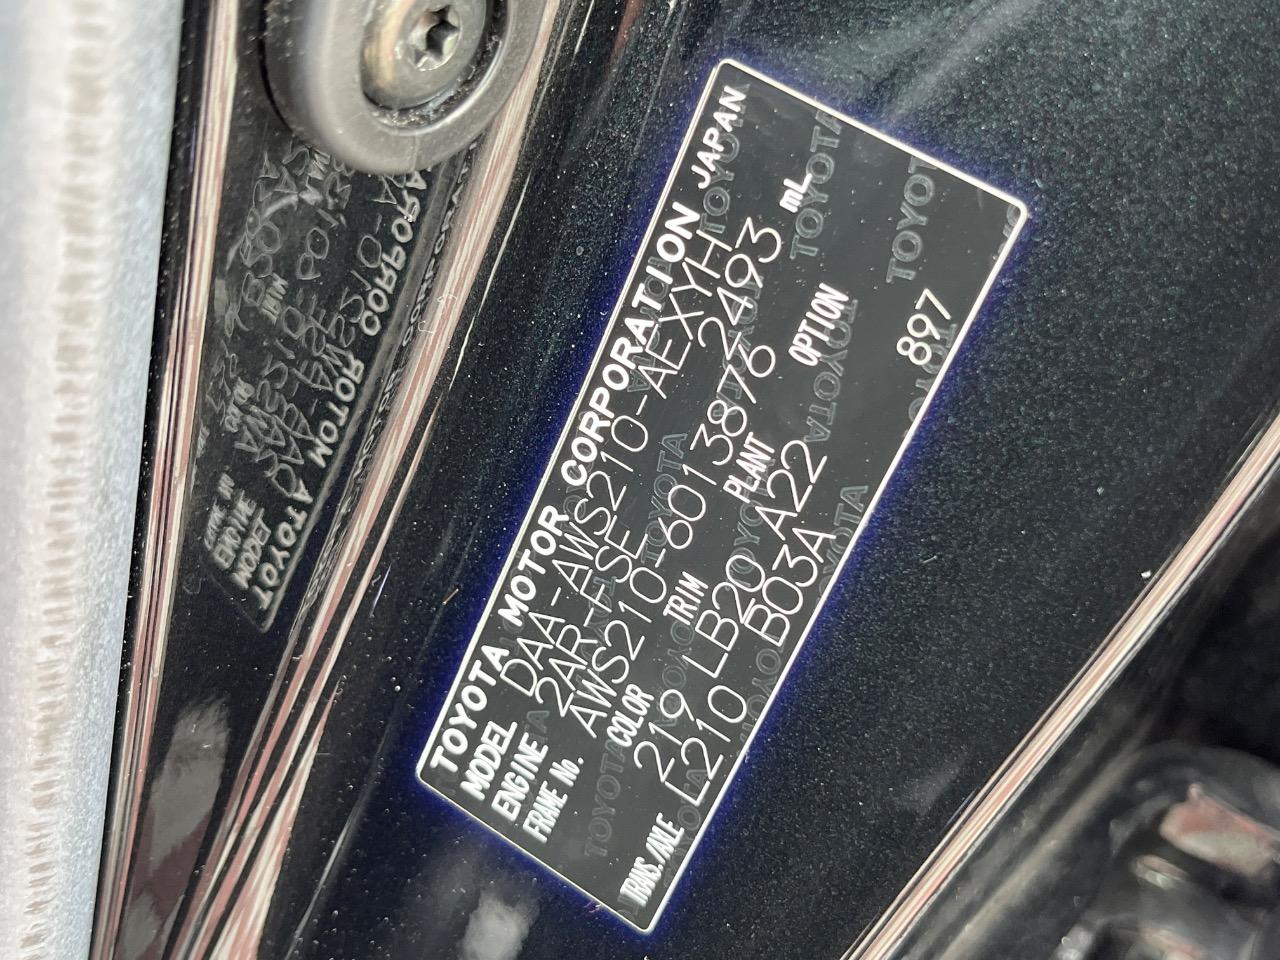 TOYOTA MOTOR CORPORATION JAPAN
MODEL DAA-AWS210-AEXYH
ENGINE 2AR-FSE 2493 mL
FRAME No. AWS210-6013876
COLOR TRIM PLANT OPTION
219 LB20 A22 897
TRANS./AXLE L210 B03A